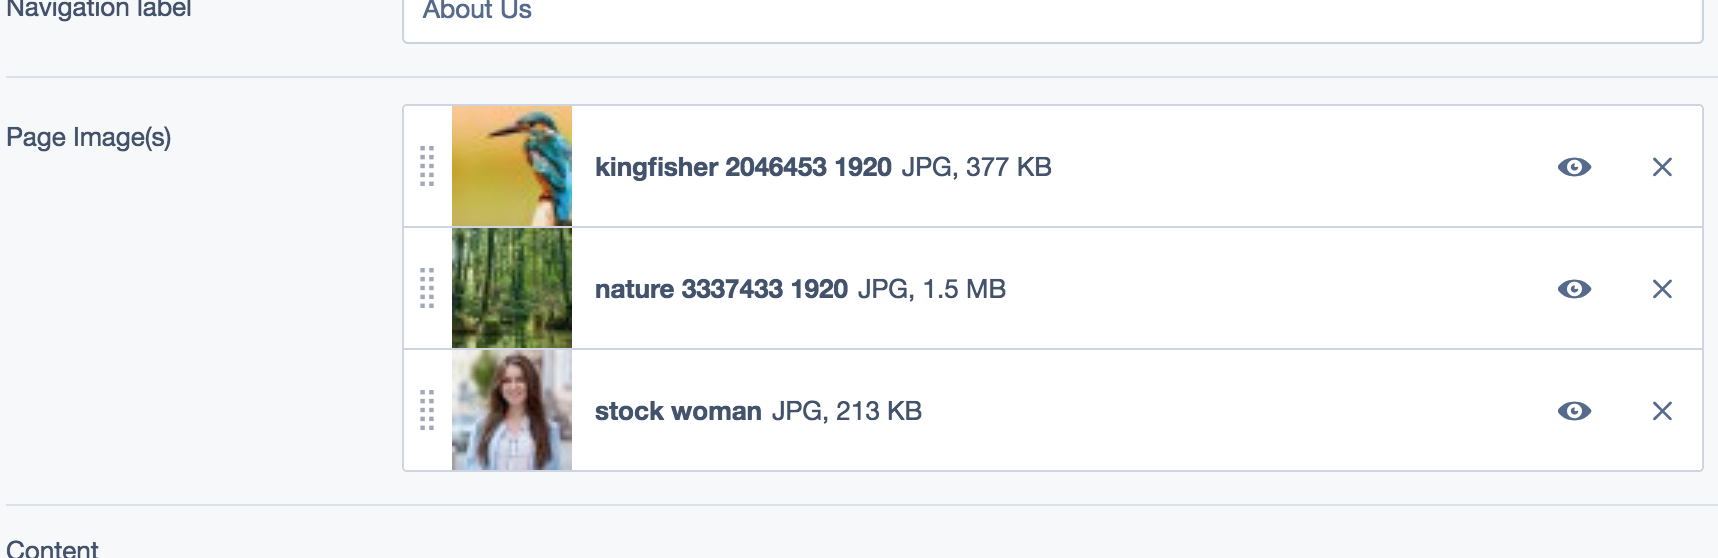 Navigation label
About Us
Page Image(s)
kingfisher 2046453 1920 JPG, 377 KB
nature 3337433 1920 JPG, 1.5 MB
stock woman JPG, 213 KB
Content